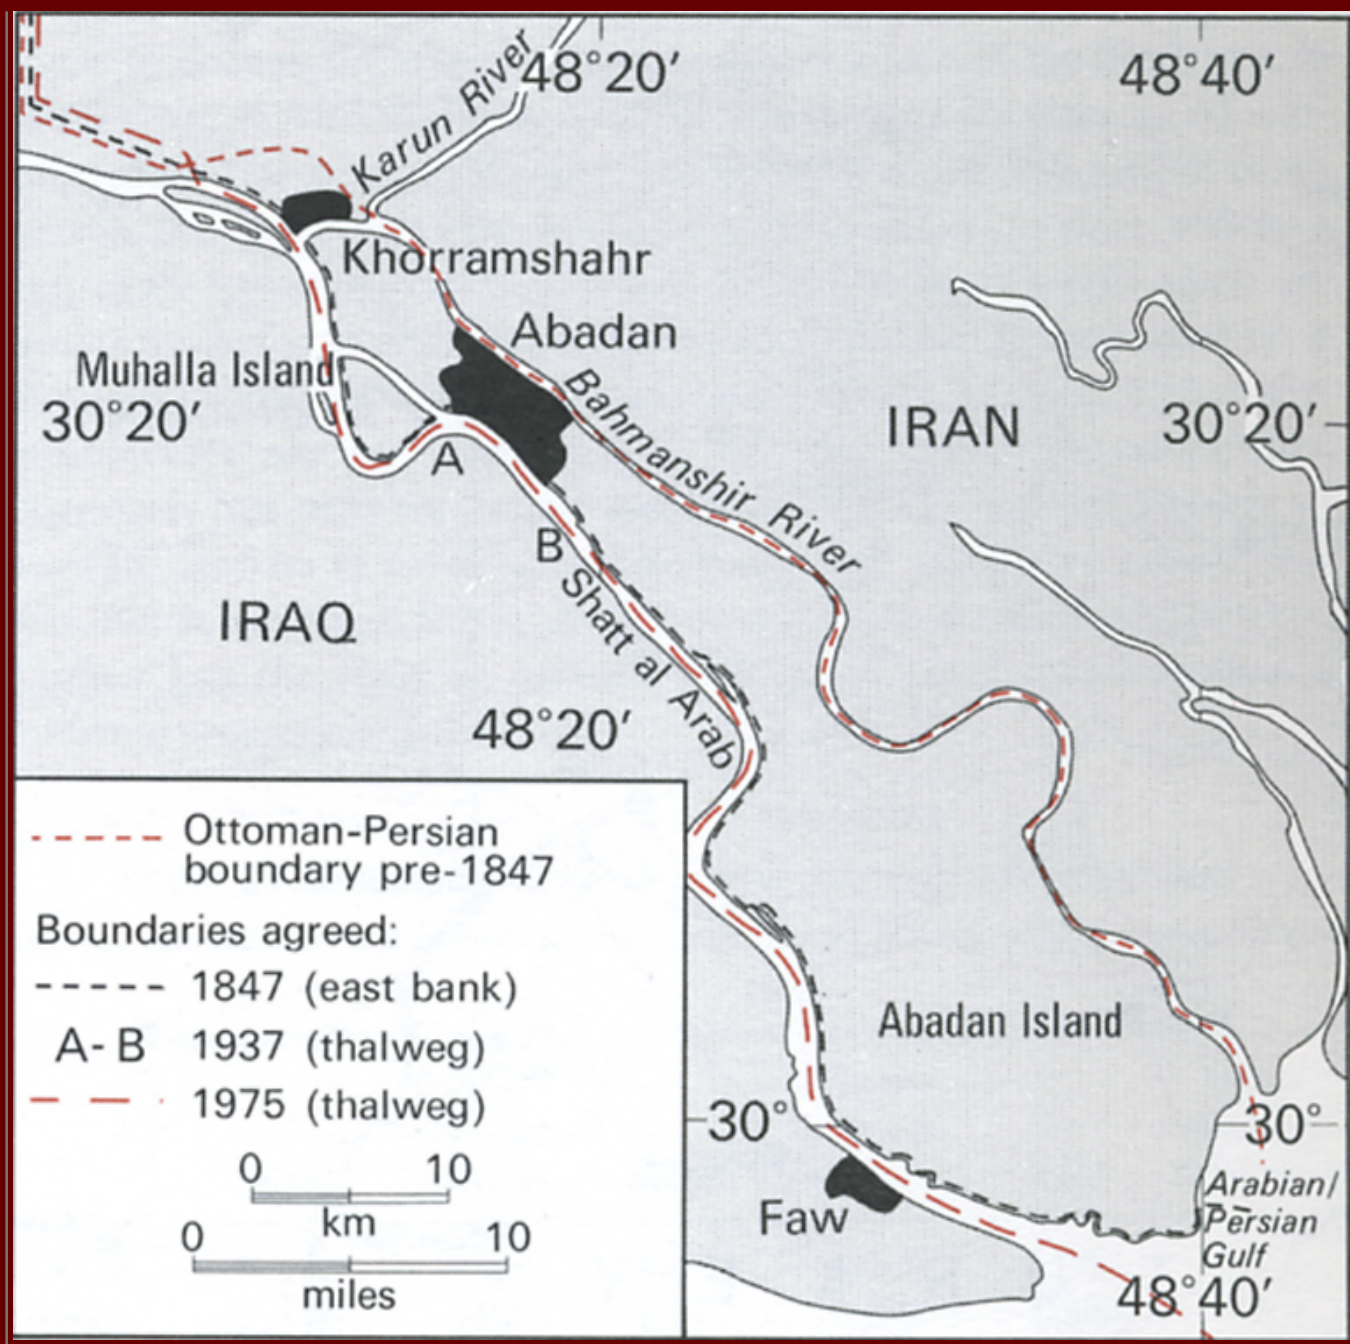 48°20′
48°40′
Karun River
Khorramshahr
Abadan
Muhalla Island
30°20′
Bahmanshir River
IRAN
30°20′
A
B
Shatt al Arab
IRAQ
48°20′
Ottoman-Persian
boundary pre-1847
Boundaries agreed:
1847 (east bank)
A-B 1937 (thalweg)
1975 (thalweg)
0 10
km
0 10
miles
Abadan Island
30°
30°
Faw
Arabian/
Persian
Gulf
48°40′